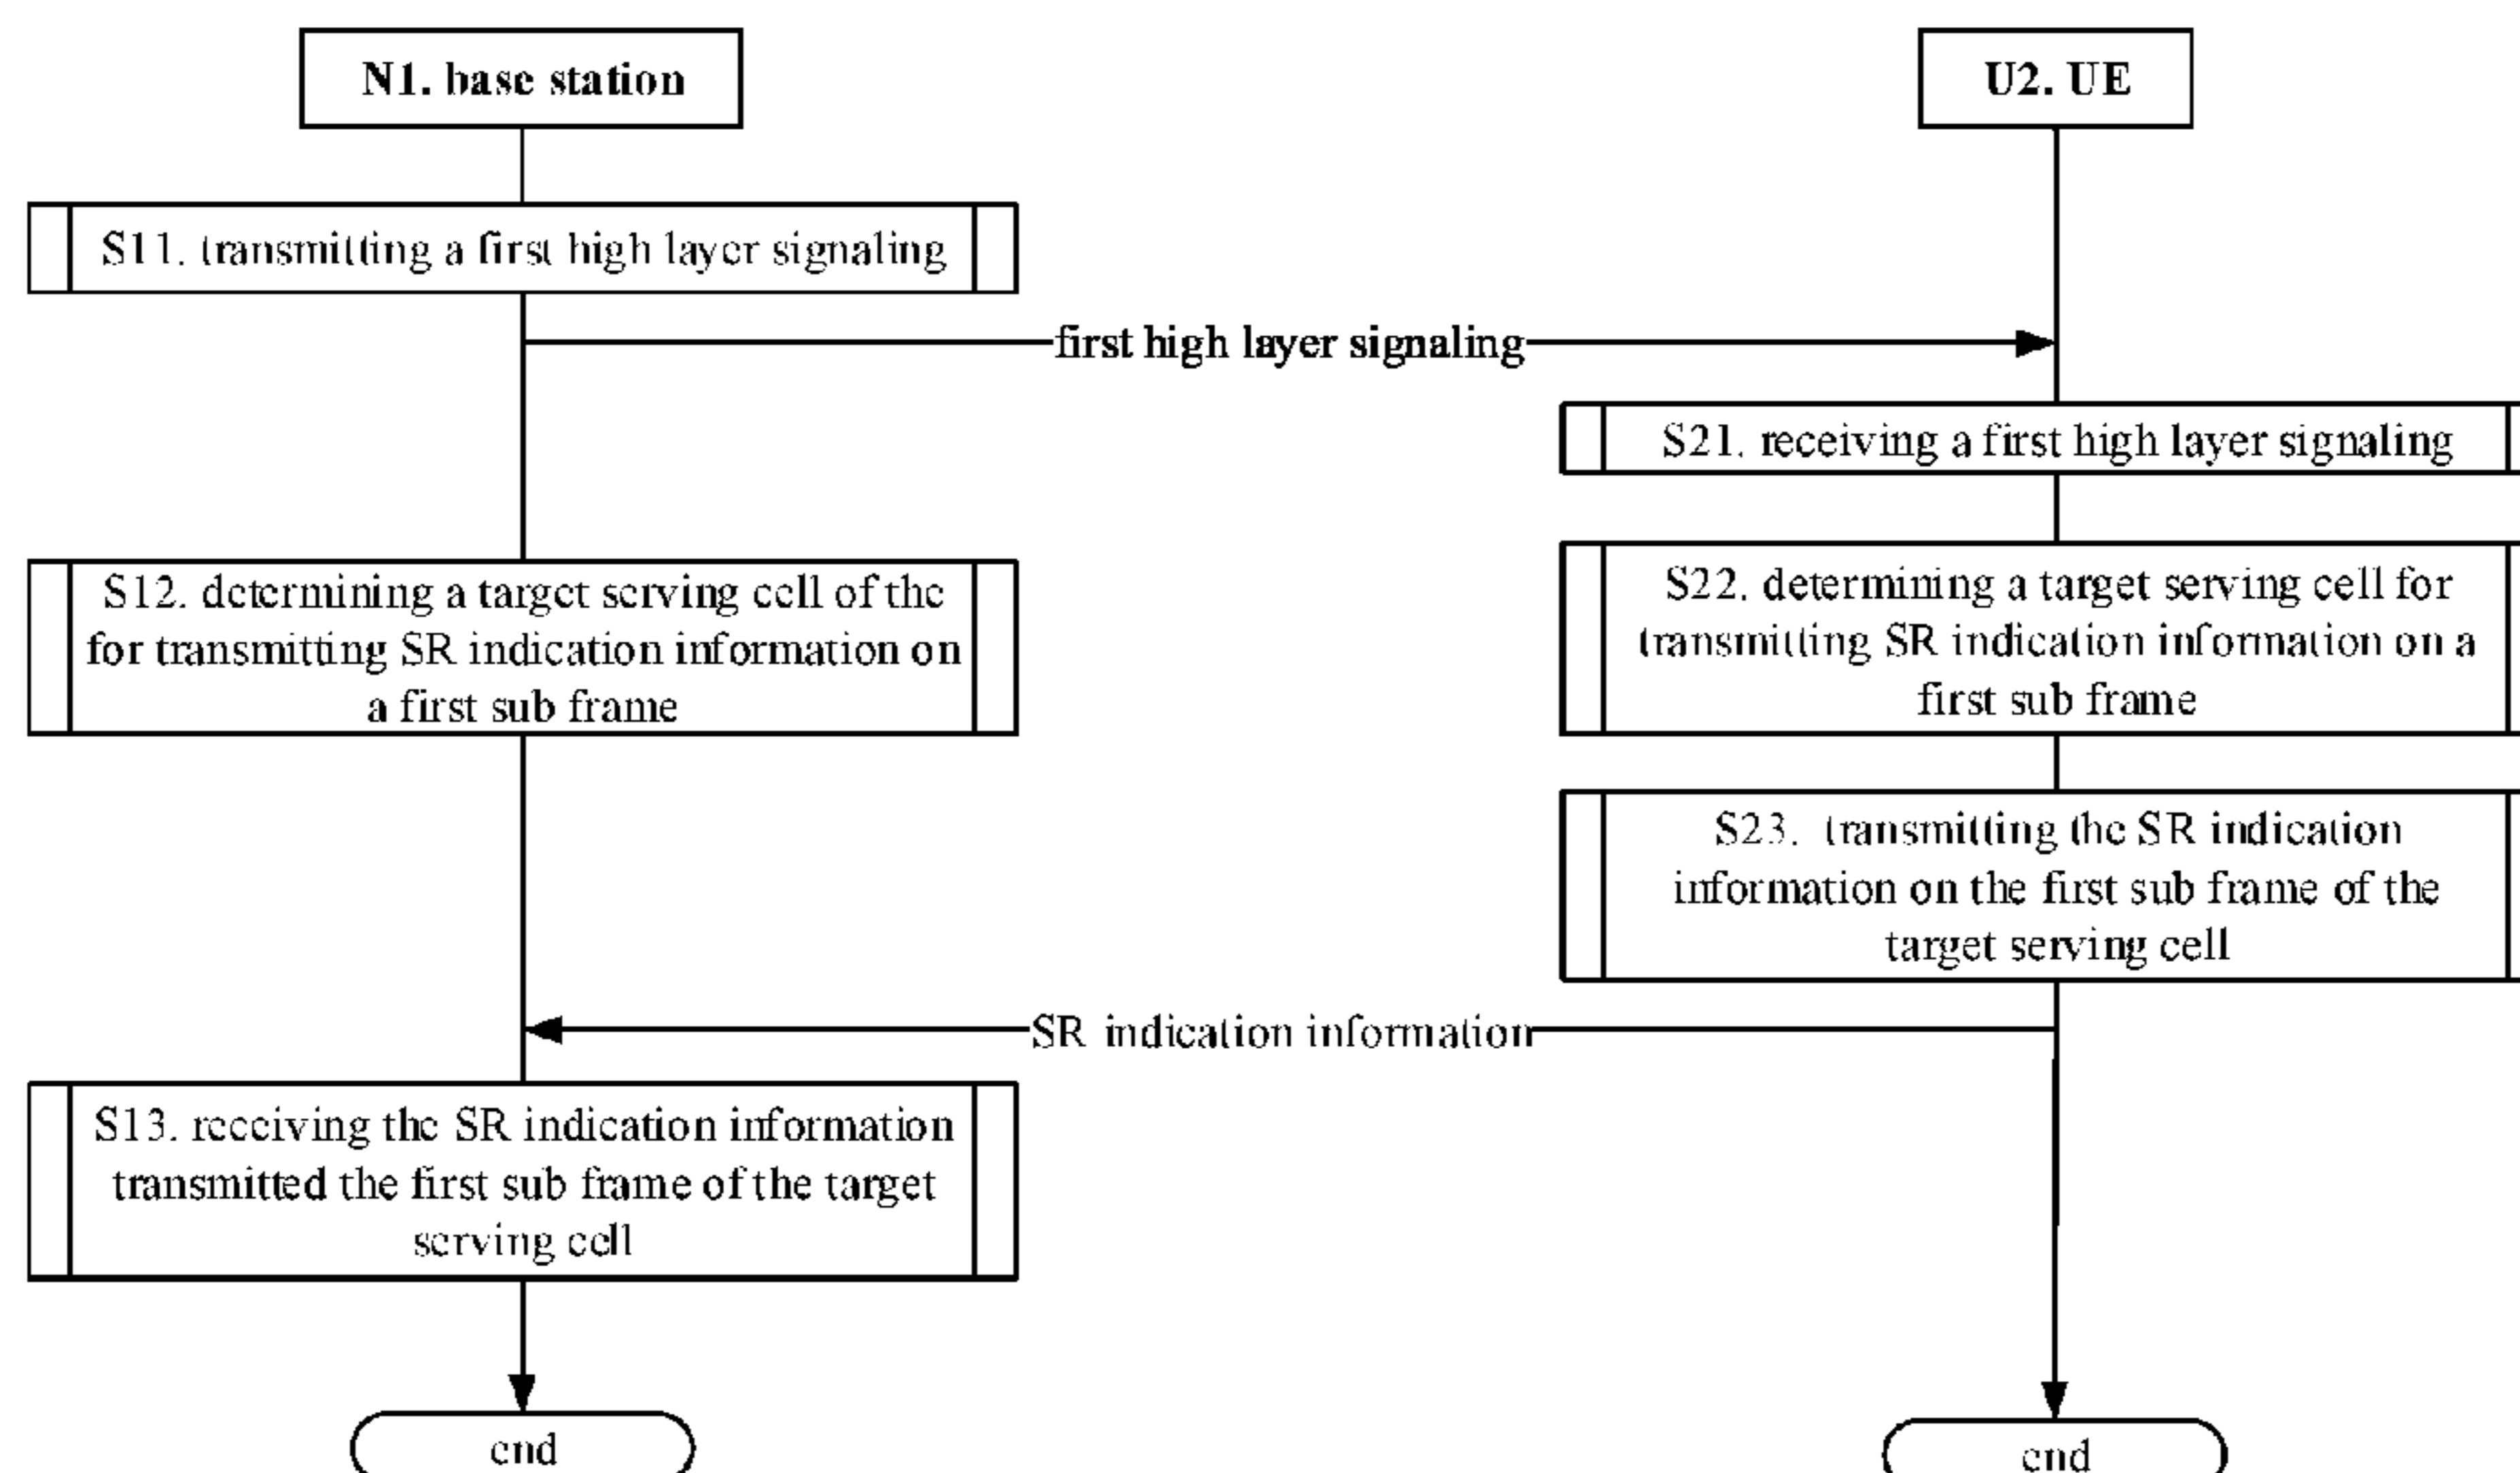 N1. base station
U2. UE
S11. transmitting a first high layer signaling
first high layer signaling
S21. receiving a first high layer signaling
S12. determining a target serving cell of the
for transmitting SR indication information on
a first sub frame
S22. determining a target serving cell for
transmitting SR indication information on a
first sub frame
S23. transmitting the SR indication
information on the first sub frame of the
target serving cell
SR indication information
S13. receiving the SR indication information
transmitted the first sub frame of the target
serving cell
end
end